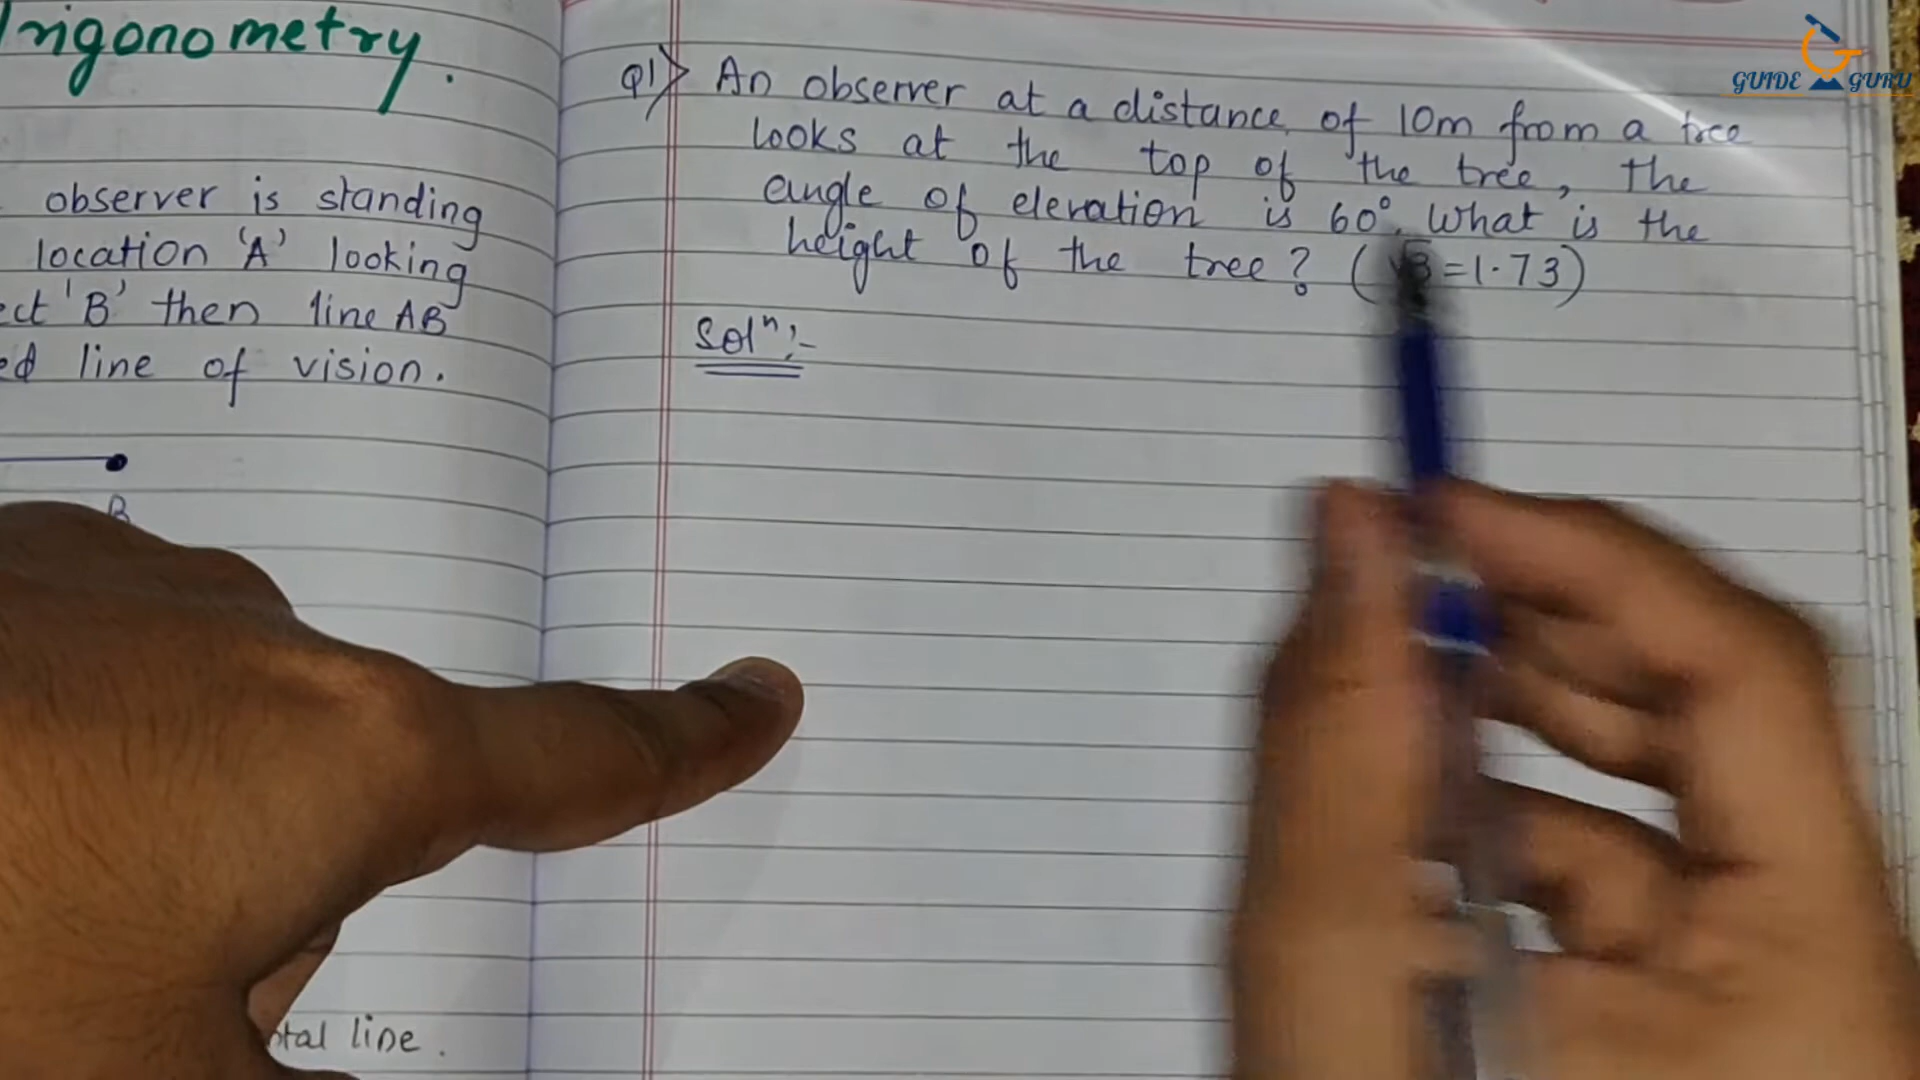 Trigonometry.
observer is standing
location 'A' looking
ect 'B' then line AB
ed line of vision.
B
tal line.
Q1) An observer at a distance of 10m from a tree
looks at the top of the tree, the
angle of elevation is 60°. What is the
height of the tree? (√3=1.73)
Solⁿ:-
GUIDE GURU